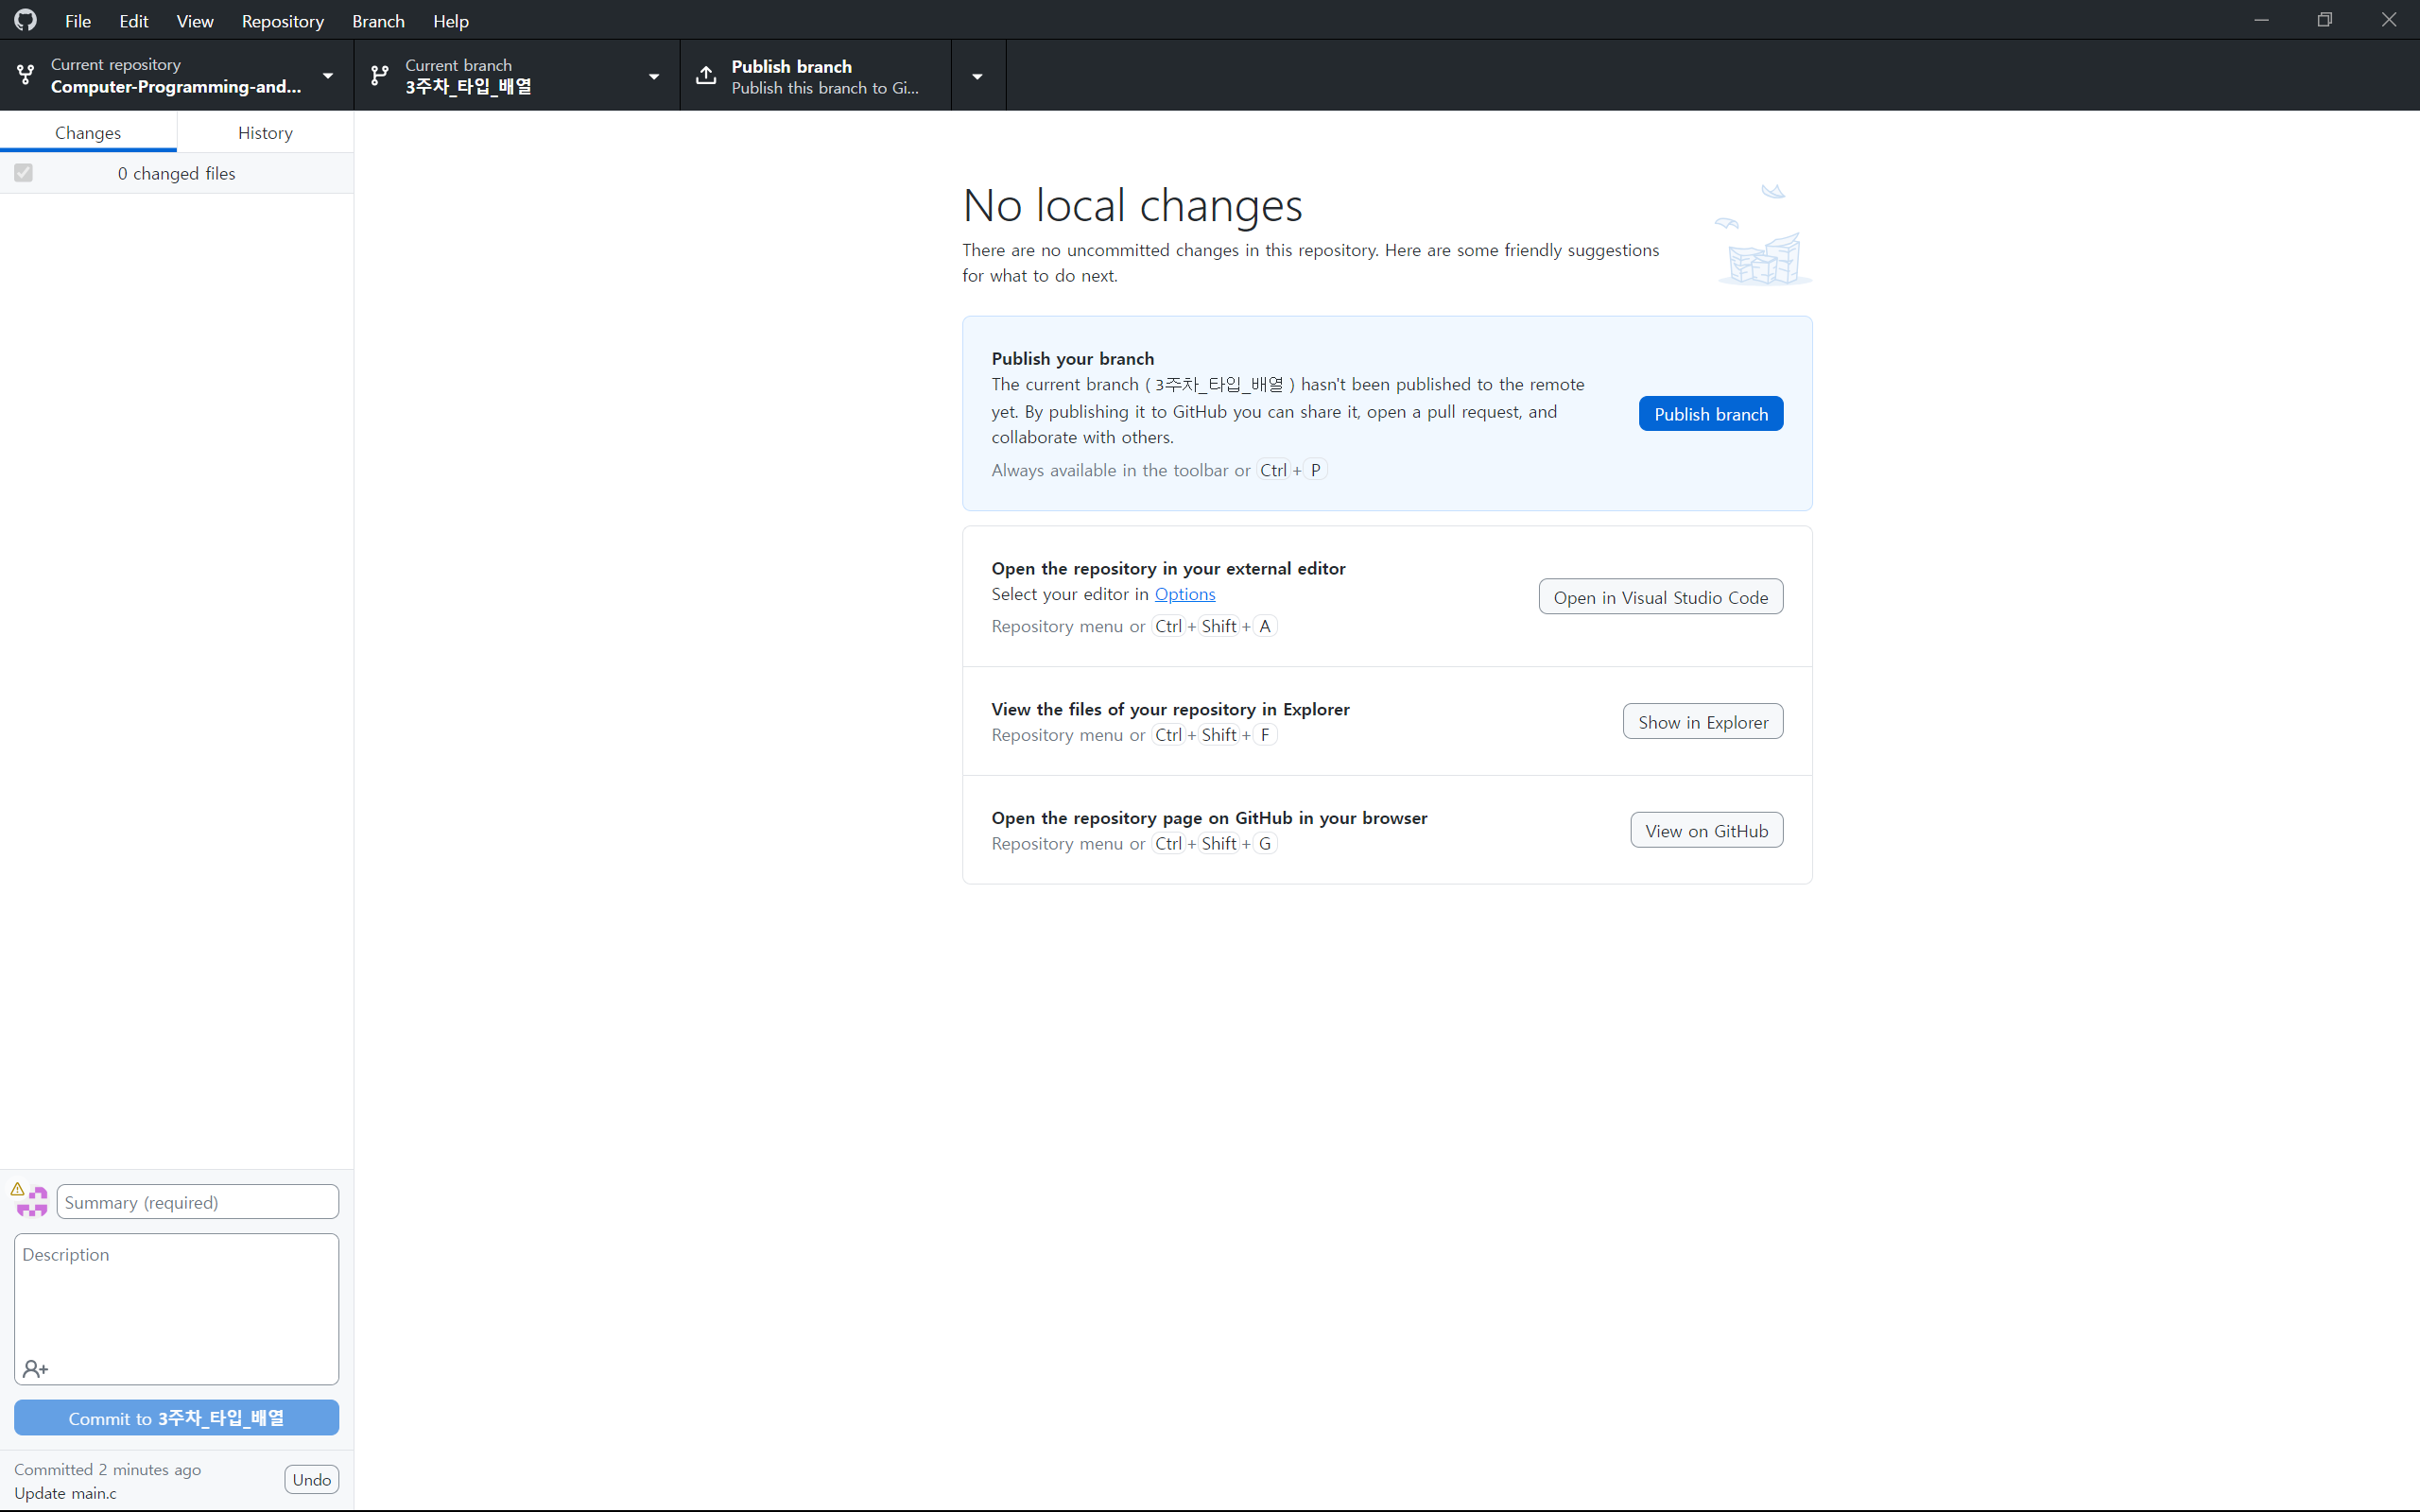 File Edit View Repository Branch Help
Current repository
Computer-Programming-and...
Current branch
3주차_타입_배열
Publish branch
Publish this branch to Gi...
Changes History
0 changed files
No local changes
There are no uncommitted changes in this repository. Here are some friendly suggestions
for what to do next.
Publish your branch
The current branch ( 3주차_타입_배열 ) hasn't been published to the remote
yet. By publishing it to GitHub you can share it, open a pull request, and
collaborate with others.
Always available in the toolbar or Ctrl + P
Publish branch
Open the repository in your external editor
Select your editor in Options
Repository menu or Ctrl + Shift + A
Open in Visual Studio Code
View the files of your repository in Explorer
Repository menu or Ctrl + Shift + F
Show in Explorer
Open the repository page on GitHub in your browser
Repository menu or Ctrl + Shift + G
View on GitHub
Summary (required)
Description
Commit to 3주차_타입_배열
Committed 2 minutes ago
Update main.c
Undo